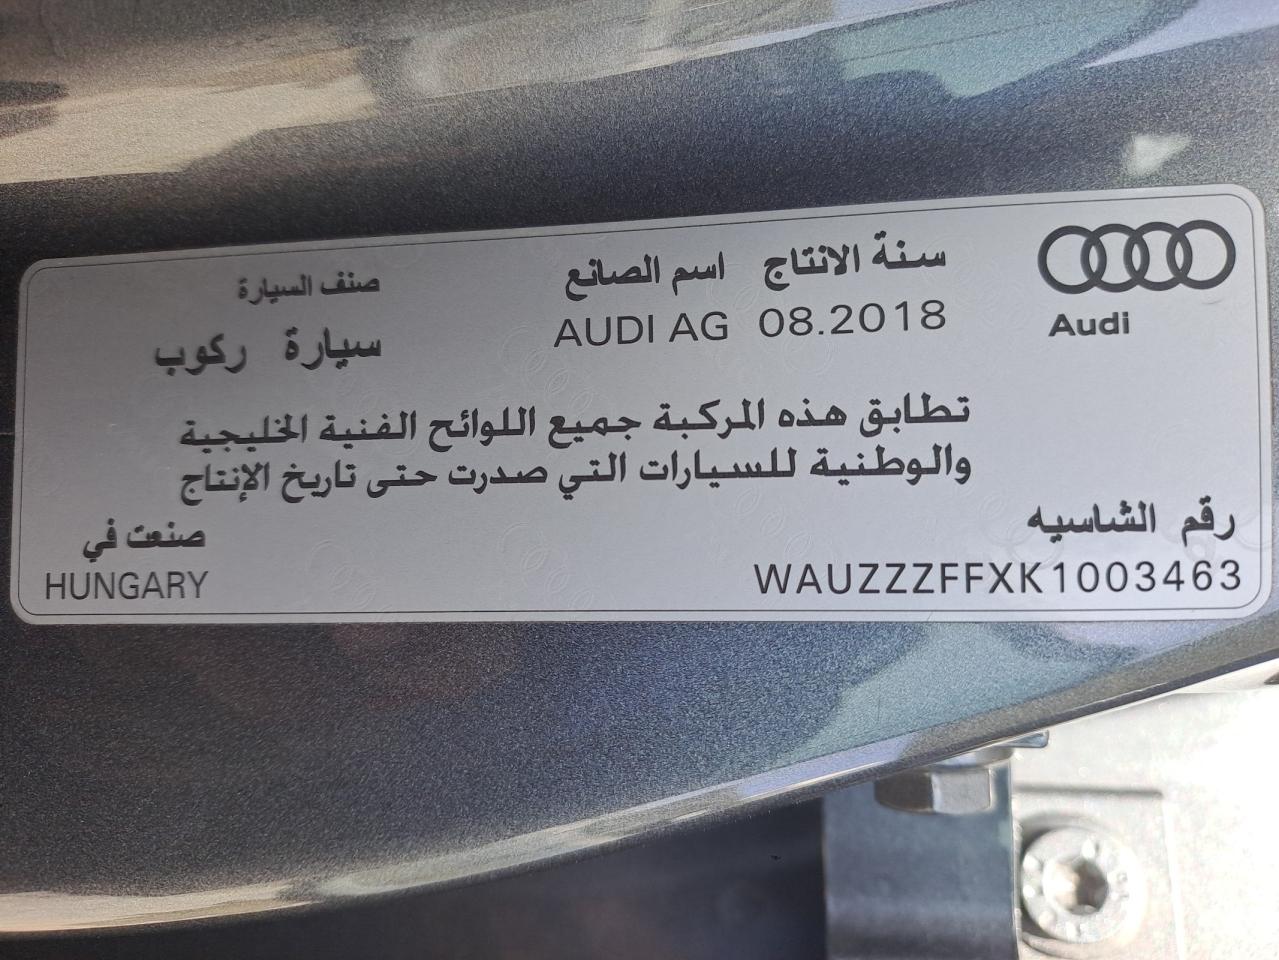 Audi
سنة الانتاج اسم الصانع صنف السيارة
08.2018 AUDI AG سيارة ركوب
تطابق هذه المركبة جميع اللوائح الفنية الخليجية
والوطنية للسيارات التي صدرت حتى تاريخ الإنتاج
رقم الشاسيه صنعت في
WAUZZZFFXK1003463 HUNGARY